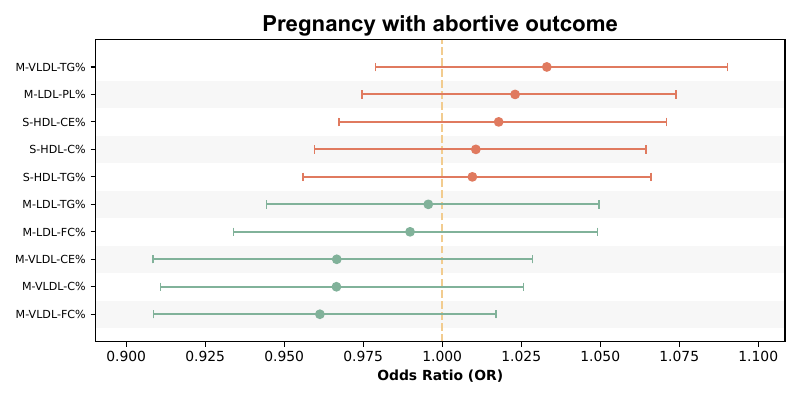 Pregnancy with abortive outcome
M-VLDL-TG%
M-LDL-PL%
S-HDL-CE%
S-HDL-C%
S-HDL-TG%
M-LDL-TG%
M-LDL-FC%
M-VLDL-CE%
M-VLDL-C%
M-VLDL-FC%
0.900 0.925 0.950 0.975 1.000 1.025 1.050 1.075 1.100
Odds Ratio (OR)